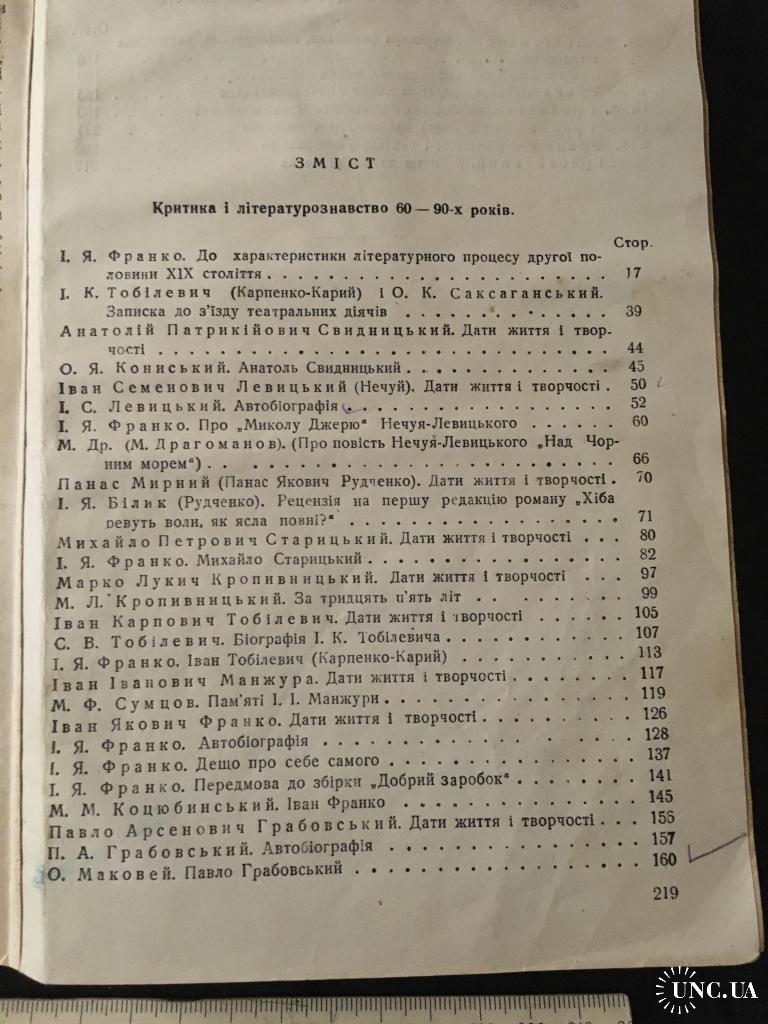 ЗМІСТ
Критика і літературознавство 60 — 90-х років.
Стор.
І. Я. Франко. До характеристики літературного процесу другої по-
ловини X1X століття . . . . . . . . . . . . . . . . . . . . . . 17
І. К. Тобілевич (Карпенко-Карий) і О. К. Саксаганський.
Записка до з'їзду театральних діячів . . . . . . . . . . . 39
Анатолій Патрикійович Свидницький. Дати життя і твор-
чості . . . . . . . . . . . . . . . . . . . . . . . . . . . . 44
О. Я. Кониський. Анатоль Свидницький . . . . . . . . . . . 45
Іван Семенович Левицький (Нечуй). Дати життя і творчості . 50
І. С. Левицький. Автобіографія . . . . . . . . . . . . . . . 52
І. Я. Франко. Про „Миколу Джерю“ Нечуя-Левицького . . . . . . 60
М. Др. (М. Драгоманов). (Про повість Нечуя-Левицького „Над Чор-
ним морем“) . . . . . . . . . . . . . . . . . . . . . . . . . 66
Панас Мирний (Панас Якович Рудченко). Дати життя і творчості . 70
І. Я. Білик (Рудченко). Рецензія на першу редакцію роману „Хіба
ревуть воли, як ясла повні?“ . . . . . . . . . . . . . . . . 71
Михайло Петрович Старицький. Дати життя і творчості . . . 80
І. Я. Франко. Михайло Старицький . . . . . . . . . . . . . . 82
Марко Лукич Кропивницький. Дати життя і творчості . . . 97
М. Л. Кропивницький. За тридцять п'ять літ . . . . . . . . 99
Іван Карпович Тобілевич. Дати життя і творчості . . . . . . 105
С. В. Тобілевич. Біографія І. К. Тобілевича . . . . . . . . . 107
І. Я. Франко. Іван Тобілевич (Карпенко-Карий) . . . . . . . . 113
Іван Іванович Манжура. Дати життя і творчості . . . . . . . 117
М. Ф. Сумцов. Пам'яті І. І. Манжури . . . . . . . . . . . . . 119
Іван Якович Франко. Дати життя і творчості . . . . . . . . . 126
І. Я. Франко. Автобіографія . . . . . . . . . . . . . . . . . 128
І. Я. Франко. Дещо про себе самого . . . . . . . . . . . . . 137
І. Я. Франко. Передмова до збірки „Добрий заробок“ . . . . . . 141
М. М. Коцюбинський. Іван Франко . . . . . . . . . . . . . . 145
Павло Арсенович Грабовський. Дати життя і творчості . . . 156
П. А. Грабовський. Автобіографія . . . . . . . . . . . . . . 157
О. Маковей. Павло Грабовський . . . . . . . . . . . . . . . . 160
219
UNC.UA